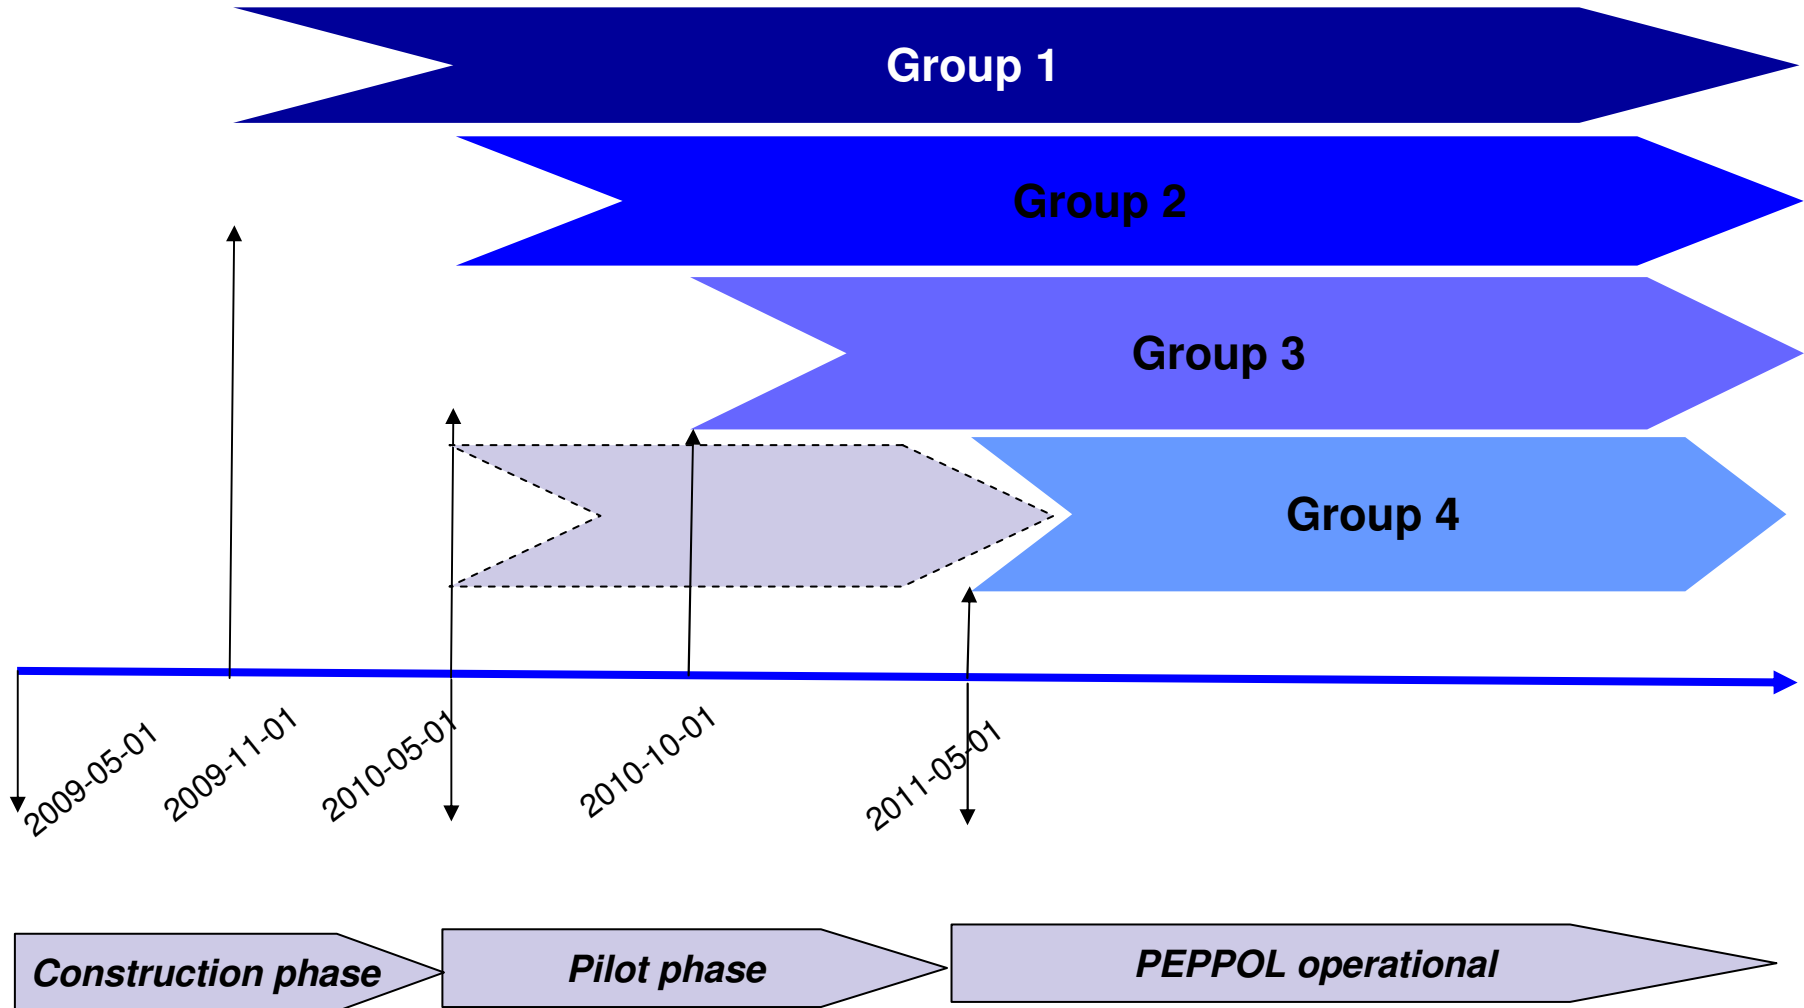 Group 1
Group 2
Group 3
Group 4
2009-05-01
2009-11-01
2010-05-01
2010-10-01
2011-05-01
Construction phase
Pilot phase
PEPPOL operational